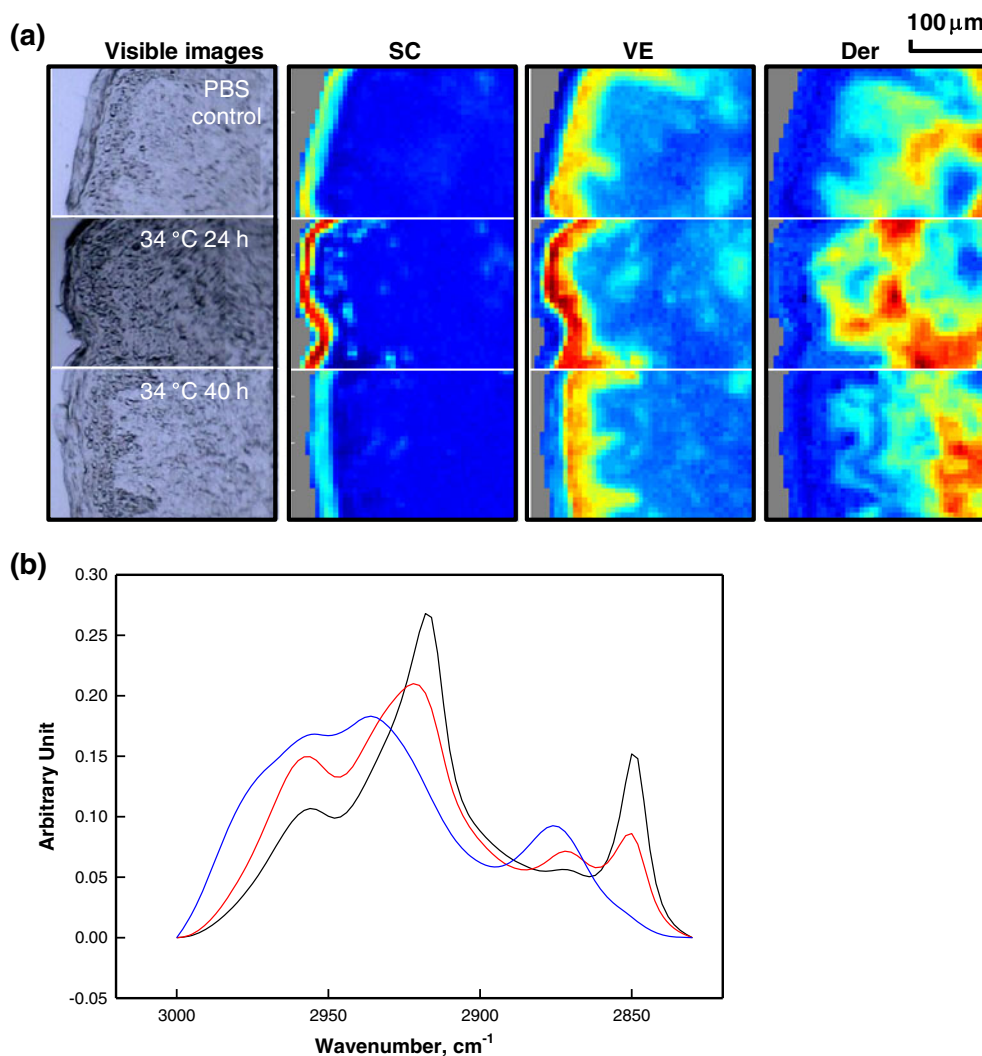 (a)
Visible images
SC
VE
Der
100 μm
PBS
control
34 °C 24 h
34 °C 40 h
(b)
0.30
0.25
0.20
0.15
0.10
0.05
0.00
-0.05
Arbitrary Unit
3000
2950
2900
2850
Wavenumber, cm⁻¹